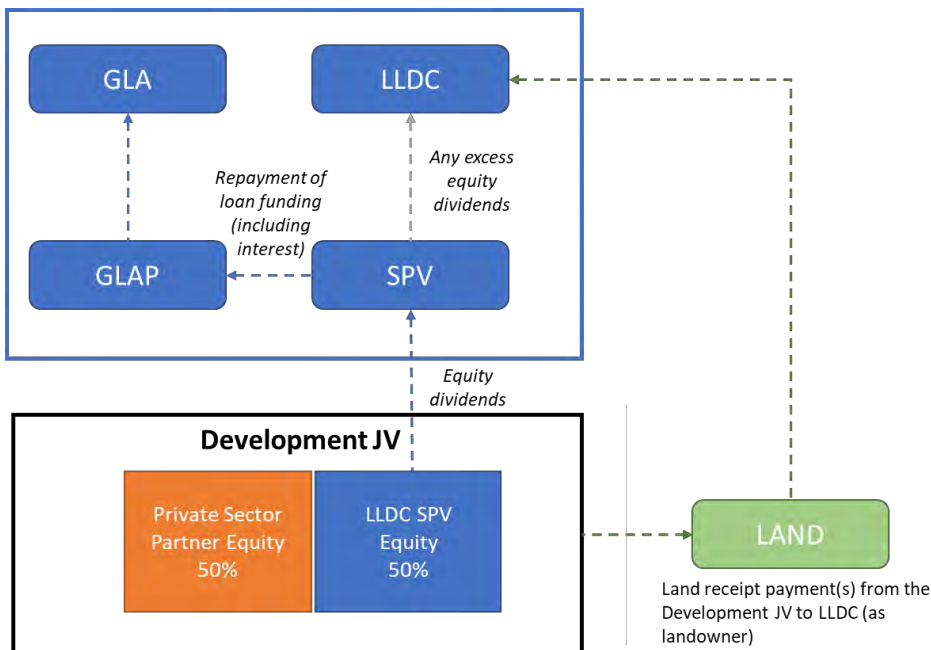 GLA
LLDC
Any excess
equity
dividends
Repayment of
loan funding
(including
interest)
GLAP
SPV
Equity
dividends
Development JV
Private Sector
Partner Equity
50%
LLDC SPV
Equity
50%
LAND
Land receipt payment(s) from the
Development JV to LLDC (as
landowner)